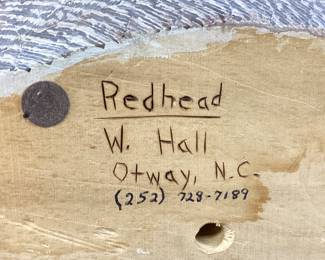 Redhead
W. Hall
Otway, N.C.
(252) 728-7189